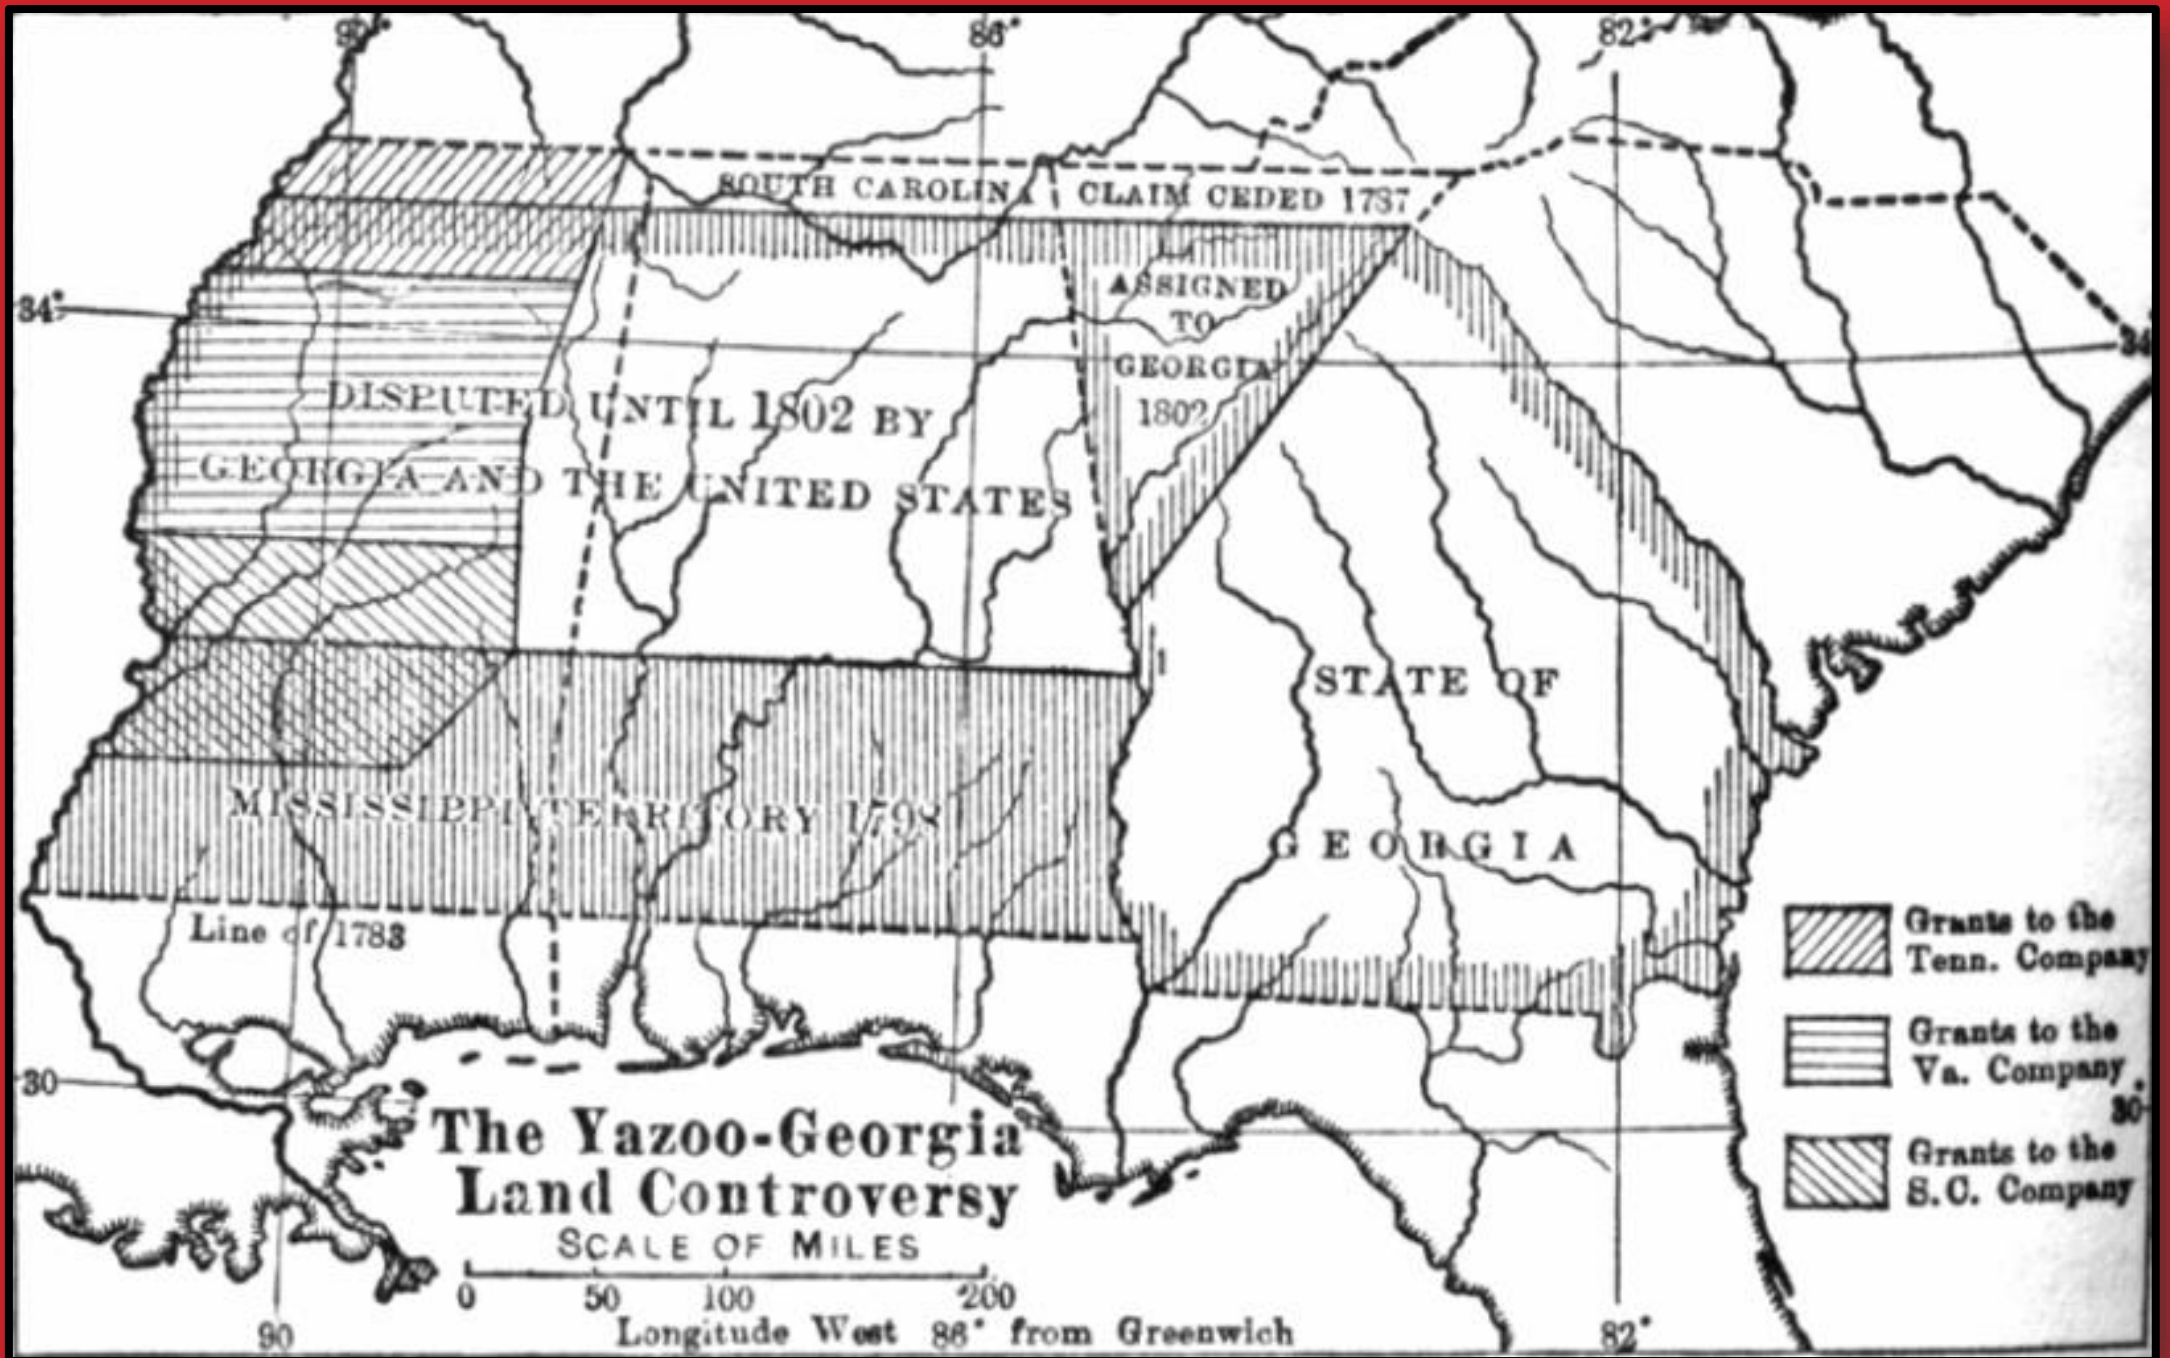 86°
82°
SOUTH CAROLINA CLAIM CEDED 1787
34°
ASSIGNED
TO
GEORGIA
1802
34
DISPUTED UNTIL 1802 BY
GEORGIA AND THE UNITED STATES
STATE OF
GEORGIA
MISSISSIPPI TERRITORY 1798
Line of 1783
Grants to the
Tenn. Company
Grants to the
Va. Company
Grants to the
S.C. Company
30
30
The Yazoo-Georgia
Land Controversy
SCALE OF MILES
0 50 100 200
Longitude West 86° from Greenwich
90
82°